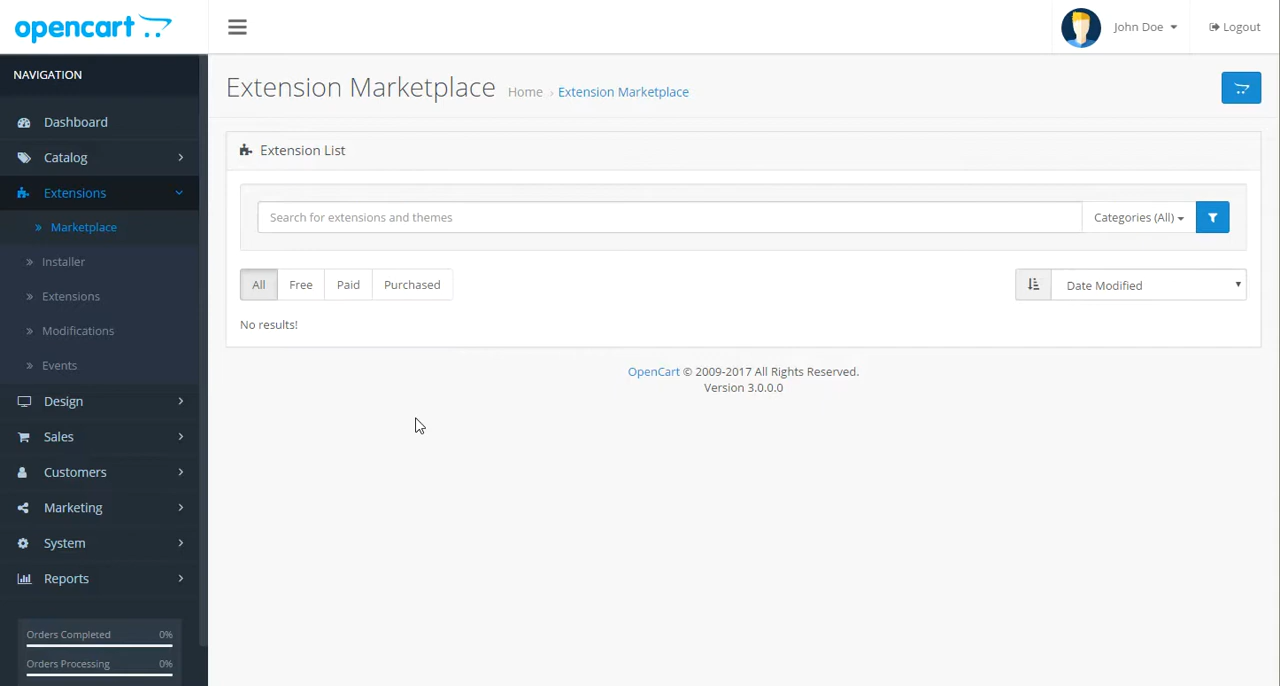 opencart
John Doe
Logout
NAVIGATION
Dashboard
Catalog
Extensions
Marketplace
Installer
Extensions
Modifications
Events
Design
Sales
Customers
Marketing
System
Reports
Orders Completed 0%
Orders Processing 0%
Extension Marketplace Home › Extension Marketplace
Extension List
Search for extensions and themes Categories (All)
All Free Paid Purchased Date Modified
No results!
OpenCart © 2009-2017 All Rights Reserved.
Version 3.0.0.0